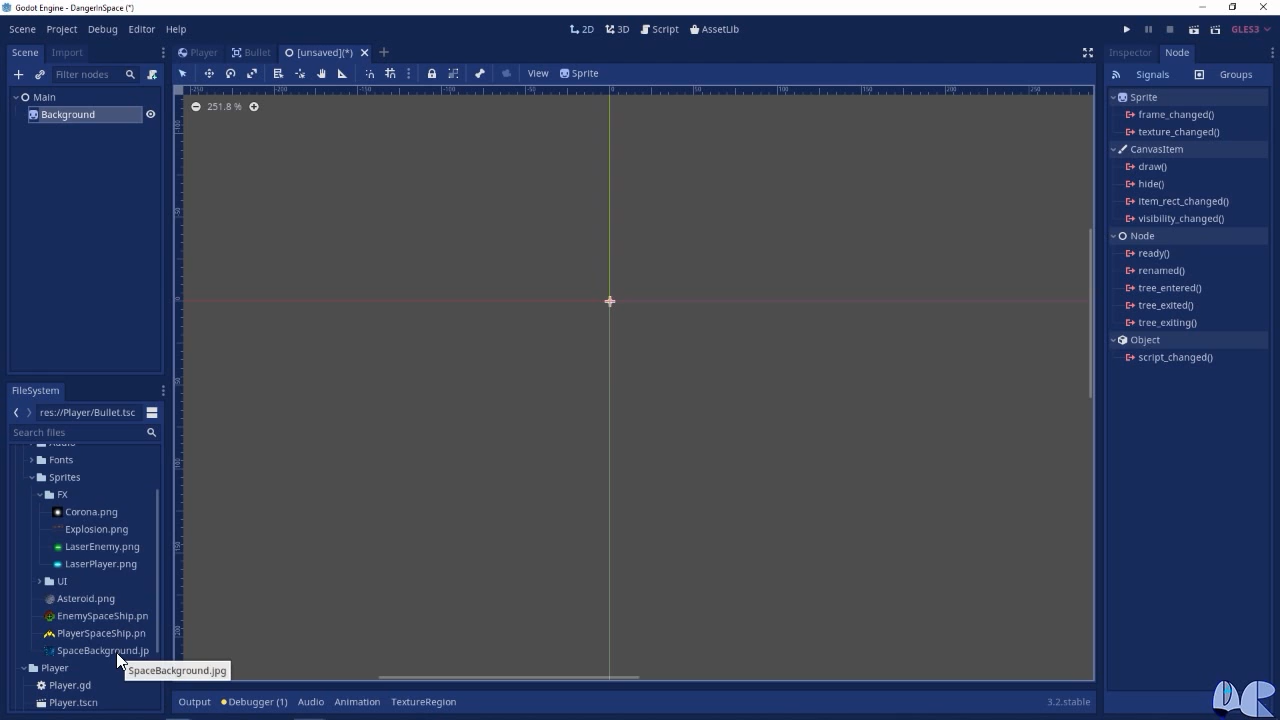 Godot Engine - DangerInSpace (*)
Scene Project Debug Editor Help
2D 3D Script AssetLib
GLES3
Scene Import
Player Bullet [unsaved](*)
Inspector Node
Filter nodes
View Sprite
Signals Groups
Main
Background
251.8 %
Sprite
frame_changed()
texture_changed()
CanvasItem
draw()
hide()
item_rect_changed()
visibility_changed()
Node
ready()
renamed()
tree_entered()
tree_exited()
tree_exiting()
Object
script_changed()
FileSystem
res://Player/Bullet.tsc
Search files
Audio
Fonts
Sprites
FX
Corona.png
Explosion.png
LaserEnemy.png
LaserPlayer.png
UI
Asteroid.png
EnemySpaceShip.pn
PlayerSpaceShip.pn
SpaceBackground.jp
SpaceBackground.jpg
Player
Player.gd
Player.tscn
Output Debugger (1) Audio Animation TextureRegion
3.2.stable